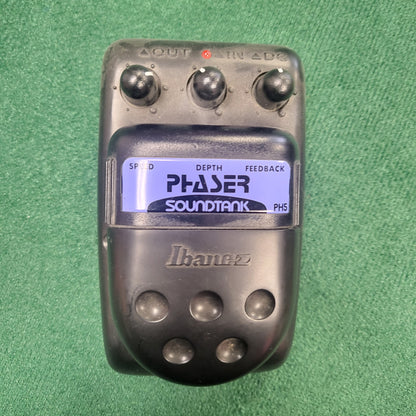 OUT IN DC
SPEED DEPTH FEEDBACK
PHASER
SOUNDTANK PH5
Ibanez